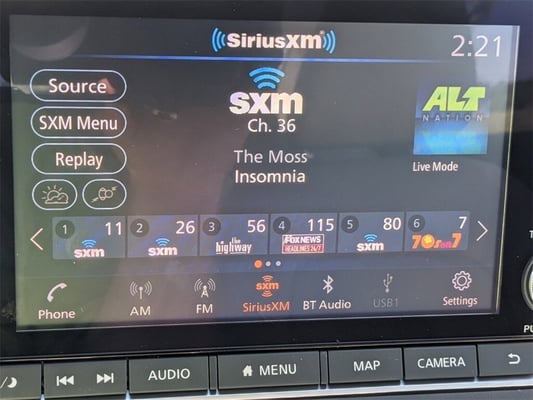 ((SiriusXM))
2:21
Source
SXM Menu
Replay
sxm
Ch. 36
The Moss
Insomnia
ALT
NATION
Live Mode
1 11 sxm
2 26 sxm
3 56 the highway
4 115 FOX NEWS HEADLINES 24/7
5 80 sxm
6 7 70s on 7
Phone
AM
FM
sxm
SiriusXM
BT Audio
USB1
Settings
AUDIO
MENU
MAP
CAMERA